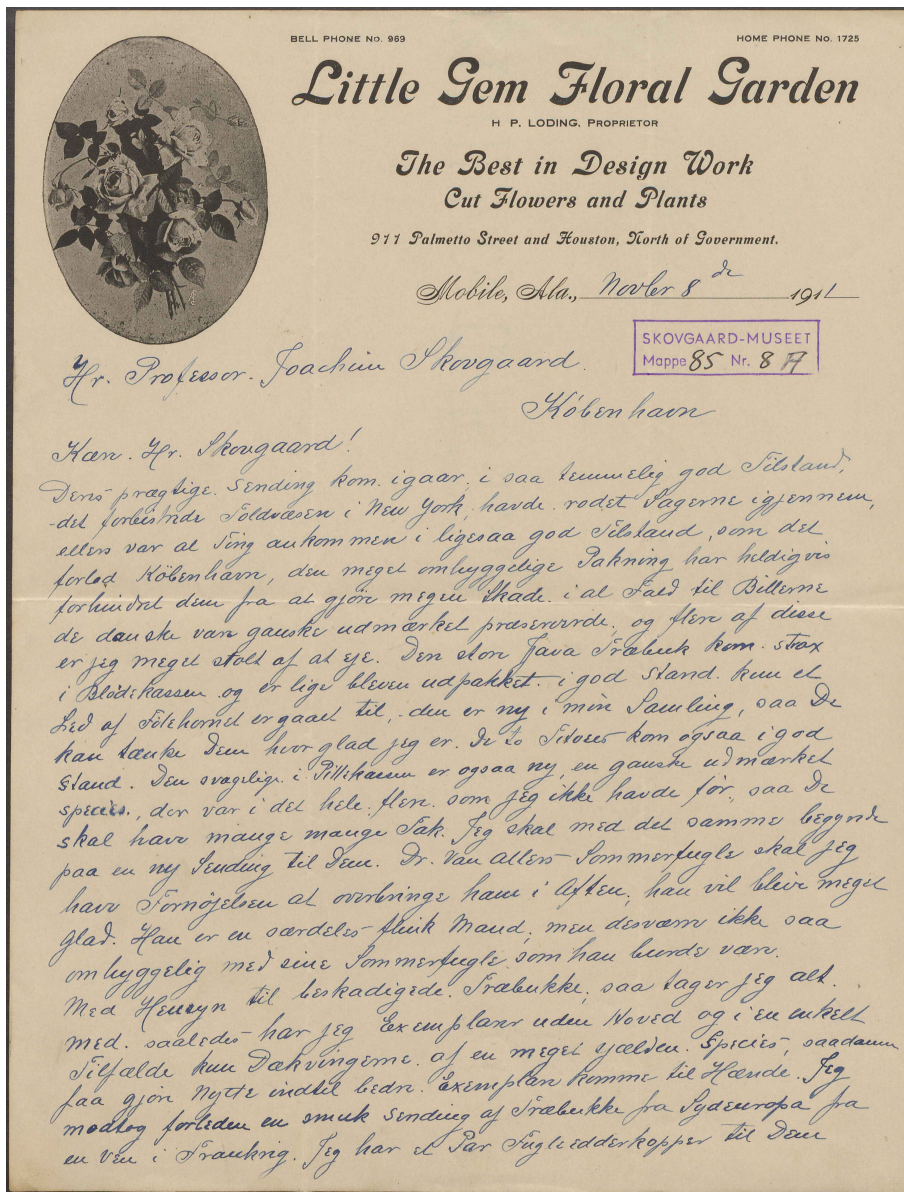 BELL PHONE No. 969
HOME PHONE No. 1725
Little Gem Floral Garden
H P. LODING, PROPRIETOR
The Best in Design Work
Cut Flowers and Plants
911 Palmetto Street and Houston, North of Government.
Mobile, Ala., Novber 8 de 1911
SKOVGAARD-MUSEET
Mappe 85 Nr. 8 A
Hr. Professor. Joachim Skovgaard.
København
Kære. Hr. Skovgaard!
Deres prægtige. Sending kom. igaar, i saa temmelig god Tilstand,
det forbistrede Toldvæsen i New York, havde rodet Sagerne igjennem,
ellers var al Ting ankommen i ligesaa god Tilstand, som det
forlod København, den meget omhyggelige Pakning har heldigvis
forhindret dem fra at gjøre megen Skade. i al Fald til Billerne
de danske vare ganske udmærket præserverede, og flere af disse
er jeg meget stolt af at eje. Den store Java Træbuk kom. strax
i Blødekassen og er lige bleven udpakket. i god Stand. kun et
Led af Følehornet er gaaet til, den er ny i min Samling, saa De
kan tænke Dem hvor glad jeg er. De to kom ogsaa i god
Stand. Den svagelige i Pillekassen er ogsaa ny, en ganske udmærket
species, der var i det hele. flere. som jeg ikke havde før, saa De
skal have mange mange Tak. Jeg skal med det samme begynde
paa en ny Sending til Dem. Dr. Van Sommerfugle skal jeg
have Fornøjelsen at overbringe ham i Aften, han vil blive meget
glad. Han er en særdeles flink Mand, men desværre ikke saa
omhyggelig med sine Sommerfugle som han burde være.
Med Hensyn til beskadigede. Træbukke, saa tager jeg alt.
med. saaledes har jeg Exemplarer uden Hoved og i en enkelt
Tilfælde kun Dækvingerne. af en meget sjælden. Species, saadanne
faa gjøre Nytte indtil bedre. Exemplarer komme til Hænde. Jeg
modtog forleden en smuk Sending af Træbukke fra Sydeuropa fra
en Ven i Frankrig. Jeg har et Par Fugleedderkopper til Dem